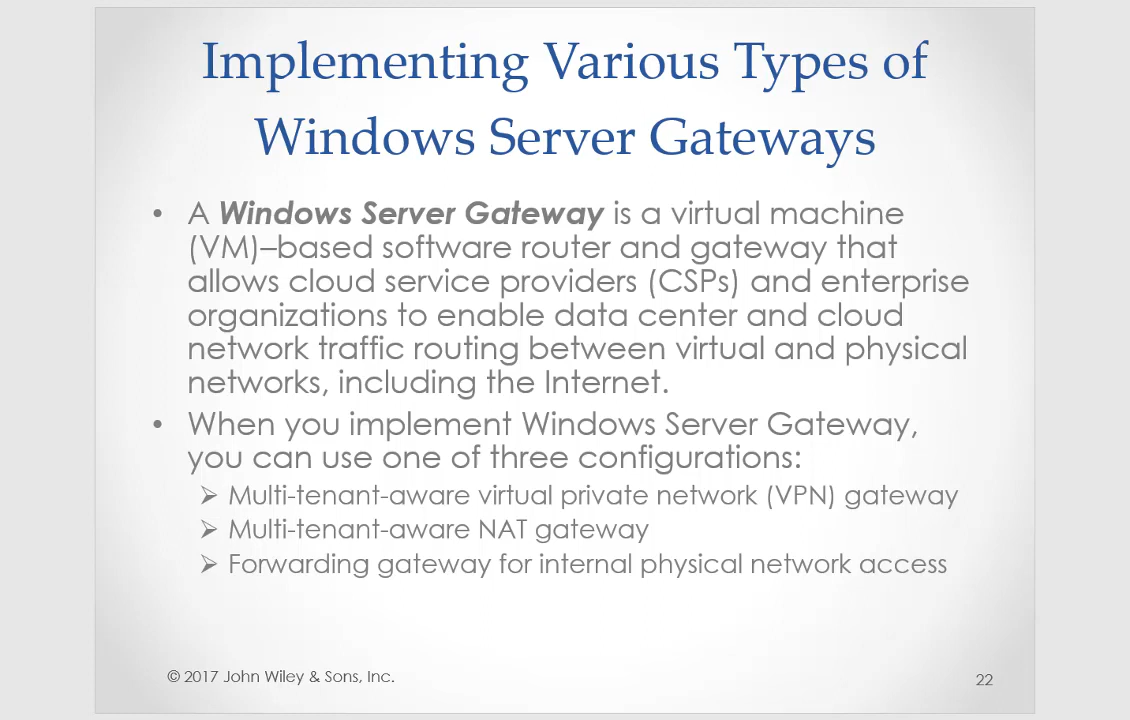 Implementing Various Types of
Windows Server Gateways
• A Windows Server Gateway is a virtual machine
(VM)–based software router and gateway that
allows cloud service providers (CSPs) and enterprise
organizations to enable data center and cloud
network traffic routing between virtual and physical
networks, including the Internet.
• When you implement Windows Server Gateway,
you can use one of three configurations:
➢ Multi-tenant-aware virtual private network (VPN) gateway
➢ Multi-tenant-aware NAT gateway
➢ Forwarding gateway for internal physical network access
© 2017 John Wiley & Sons, Inc.
22